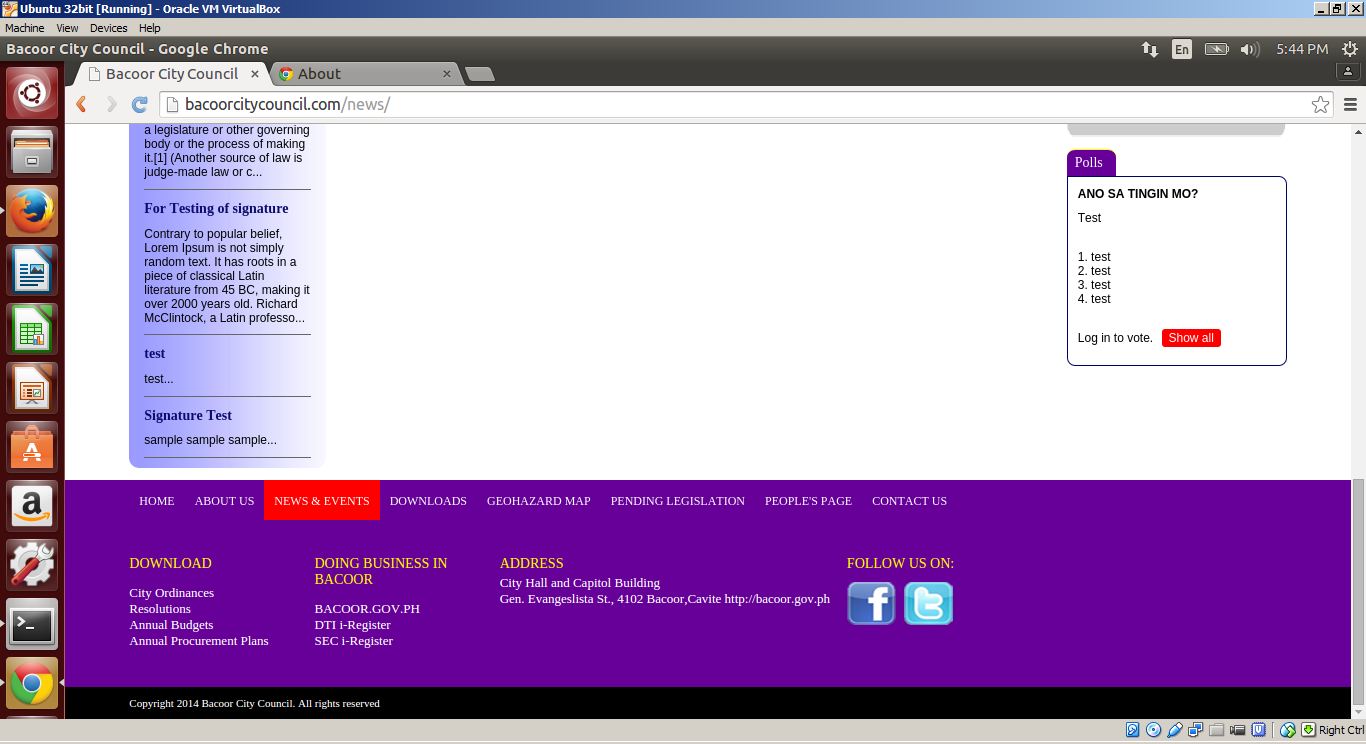 Ubuntu 32bit [Running] - Oracle VM VirtualBox
Machine View Devices Help
Bacoor City Council - Google Chrome
En
5:44 PM
Bacoor City Council
About
bacoorcitycouncil.com/news/
a legislature or other governing
body or the process of making
it.[1] (Another source of law is
judge-made law or c...
For Testing of signature
Contrary to popular belief,
Lorem Ipsum is not simply
random text. It has roots in a
piece of classical Latin
literature from 45 BC, making it
over 2000 years old. Richard
McClintock, a Latin professo...
test
test...
Signature Test
sample sample sample...
Polls
ANO SA TINGIN MO?
Test
1. test
2. test
3. test
4. test
Log in to vote. Show all
HOME ABOUT US NEWS & EVENTS DOWNLOADS GEOHAZARD MAP PENDING LEGISLATION PEOPLE'S PAGE CONTACT US
DOWNLOAD
City Ordinances
Resolutions
Annual Budgets
Annual Procurement Plans
DOING BUSINESS IN
BACOOR
BACOOR.GOV.PH
DTI i-Register
SEC i-Register
ADDRESS
City Hall and Capitol Building
Gen. Evangeslista St., 4102 Bacoor,Cavite http://bacoor.gov.ph
FOLLOW US ON:
Copyright 2014 Bacoor City Council. All rights reserved
Right Ctrl